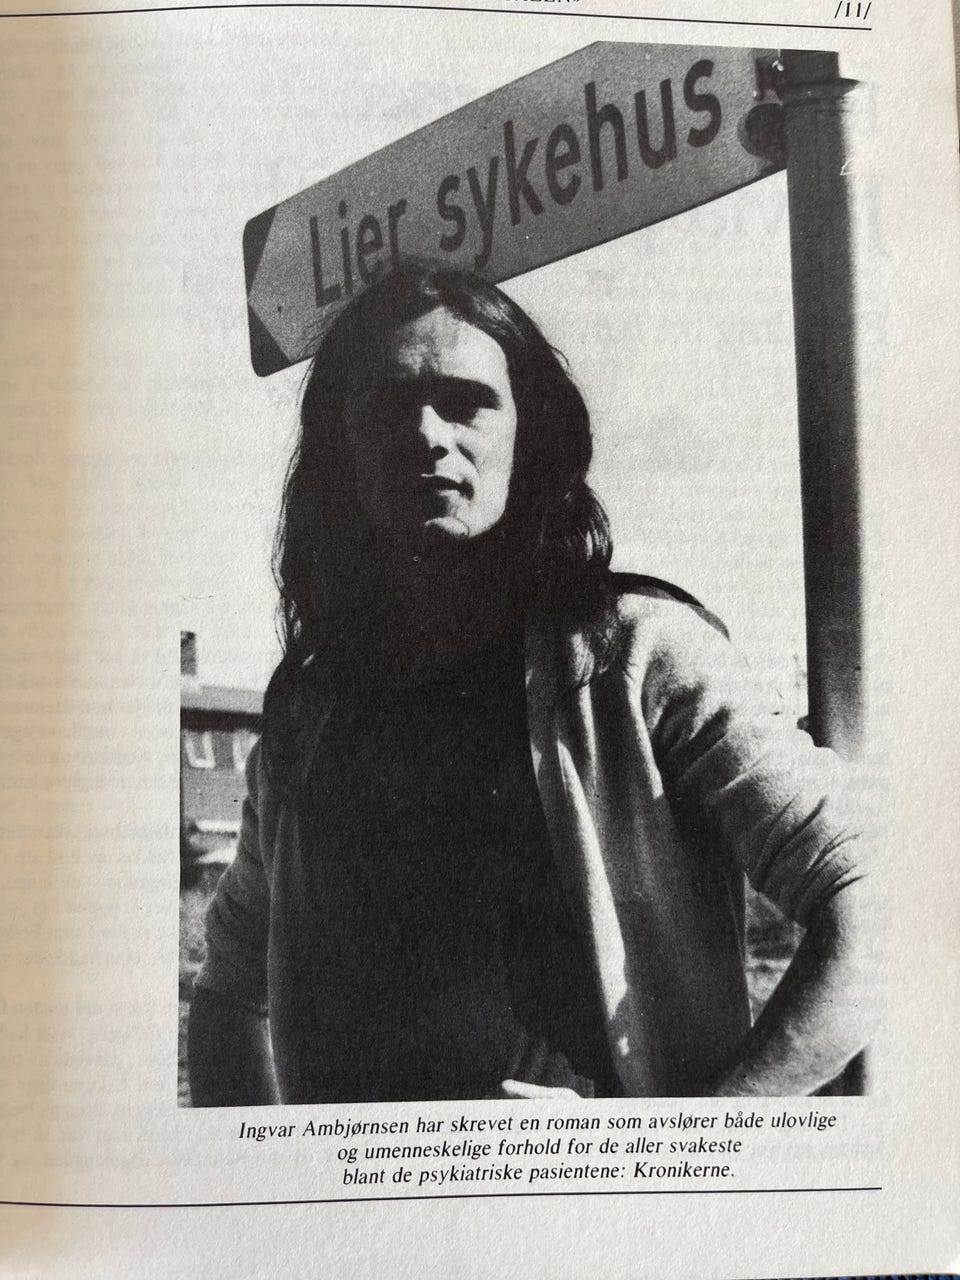 /11/
Lier sykehus
Ingvar Ambjørnsen har skrevet en roman som avslører både ulovlige
og umenneskelige forhold for de aller svakeste
blant de psykiatriske pasientene: Kronikerne.